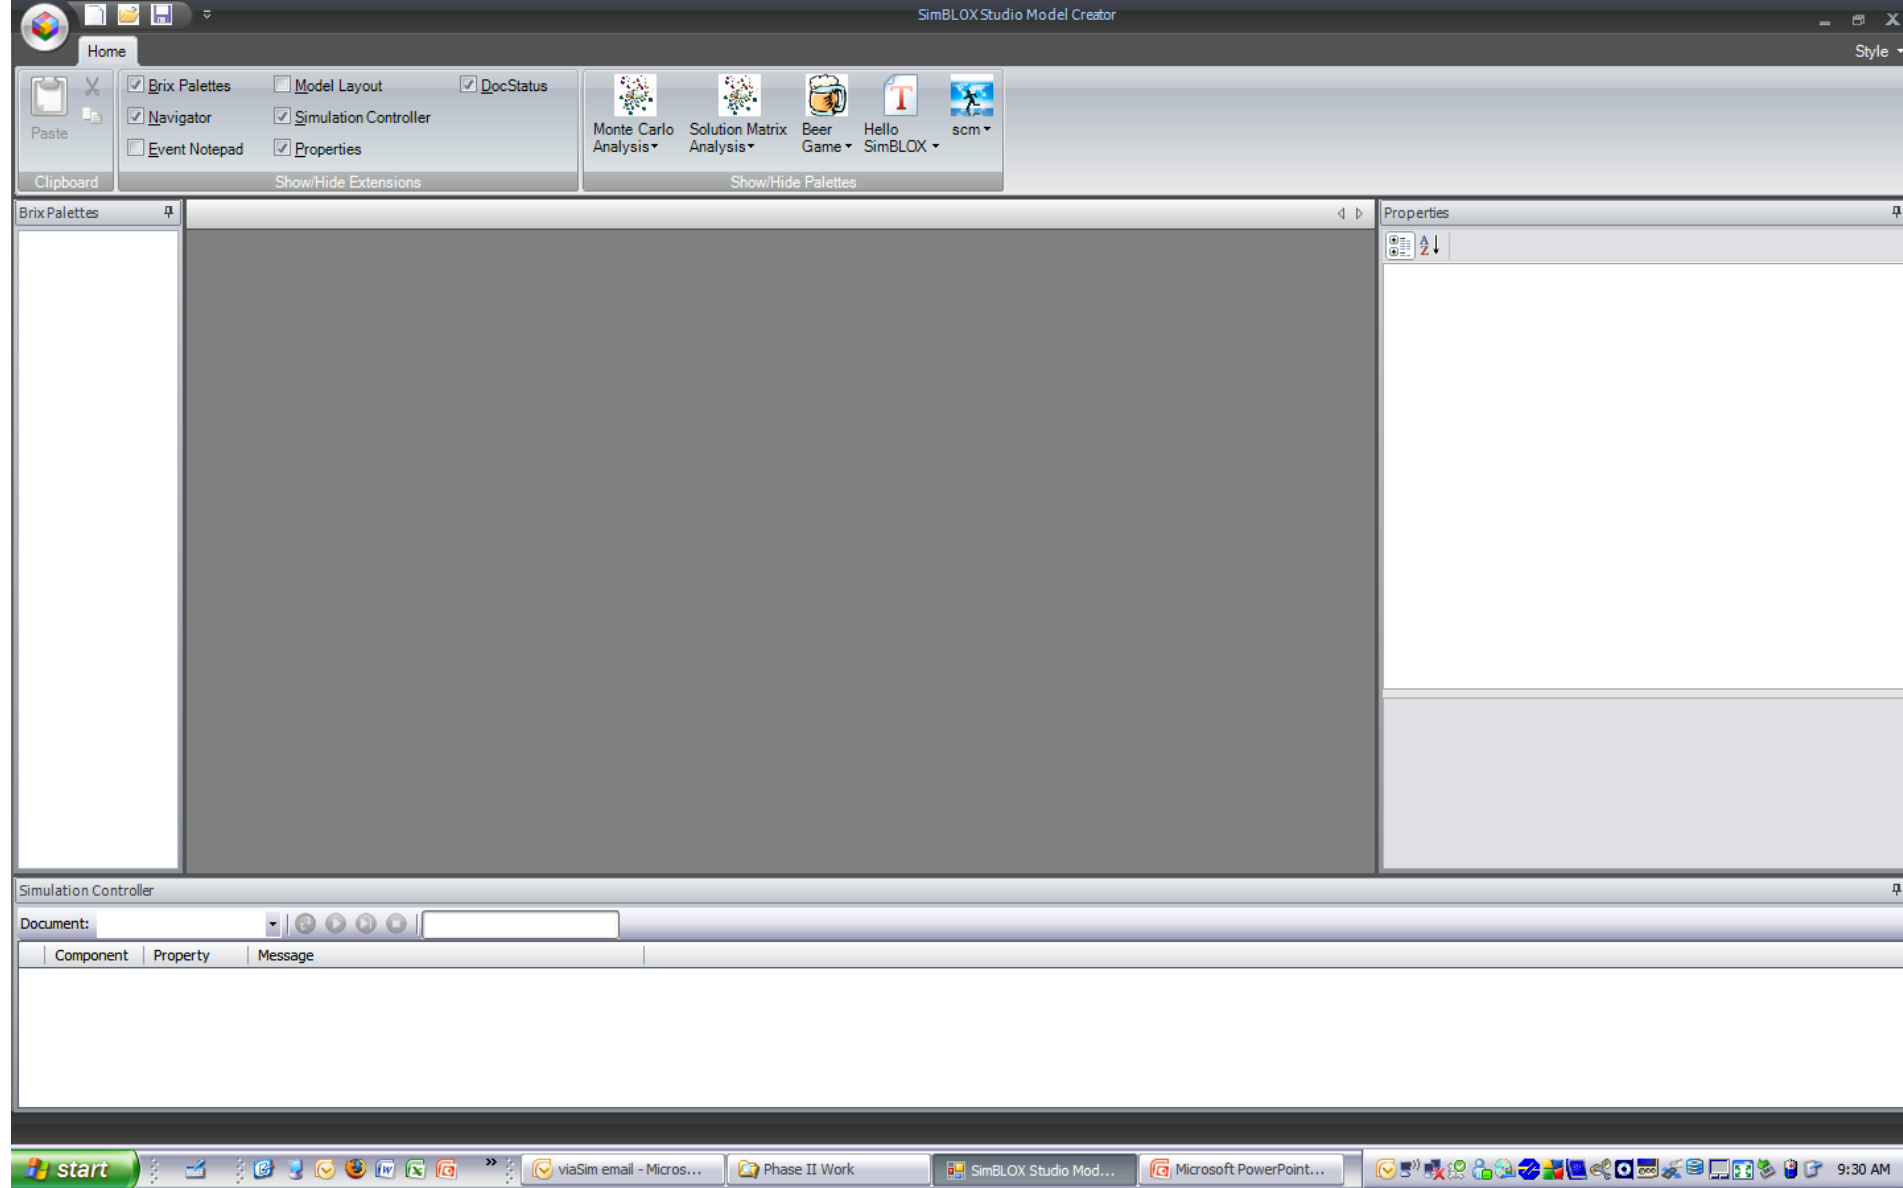 SimBLOX Studio Model Creator
Home
Style
Paste
Brix Palettes
Model Layout
DocStatus
Navigator
Simulation Controller
Event Notepad
Properties
Monte Carlo
Analysis
Solution Matrix
Analysis
Beer
Game
Hello
SimBLOX
scm
Clipboard
Show/Hide Extensions
Show/Hide Palettes
Brix Palettes
Properties
Simulation Controller
Document:
Component
Property
Message
start
viaSim email - Micros...
Phase II Work
SimBLOX Studio Mod...
Microsoft PowerPoint...
9:30 AM